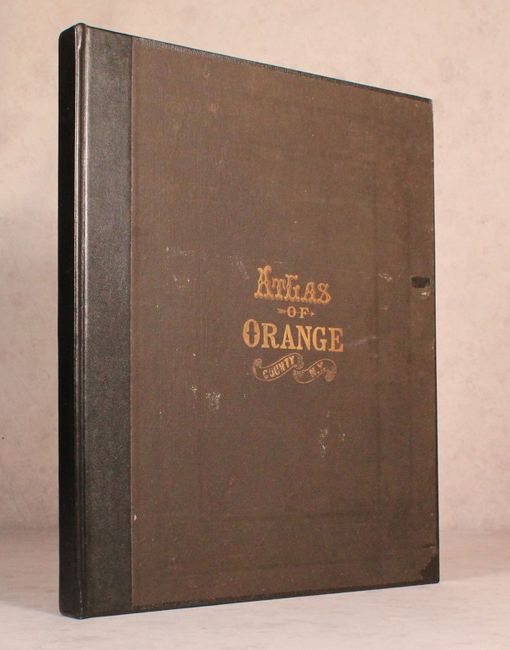 ATLAS
OF
ORANGE
COUNTY N.Y.